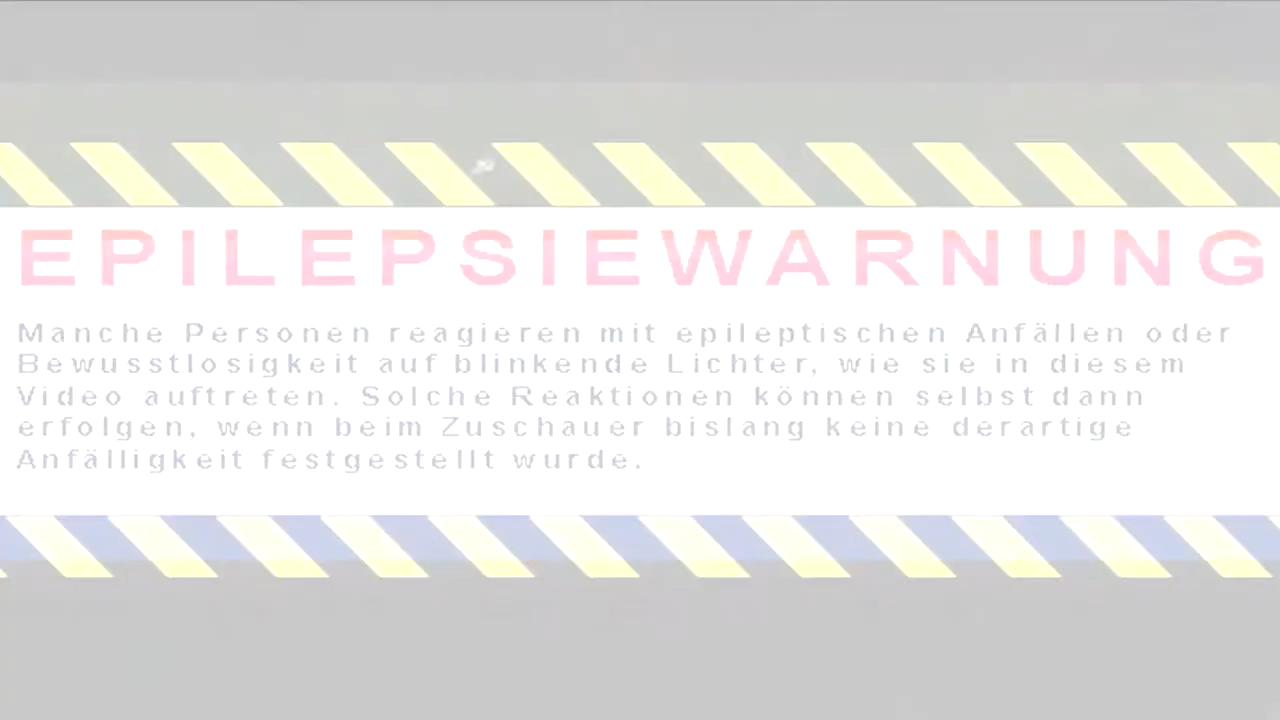 EPILEPSIEWARNUNG
Manche Personen reagieren mit epileptischen Anfällen oder
Bewusstlosigkeit auf blinkende Lichter, wie sie in diesem
Video auftreten. Solche Reaktionen können selbst dann
erfolgen, wenn beim Zuschauer bislang keine derartige
Anfälligkeit festgestellt wurde.